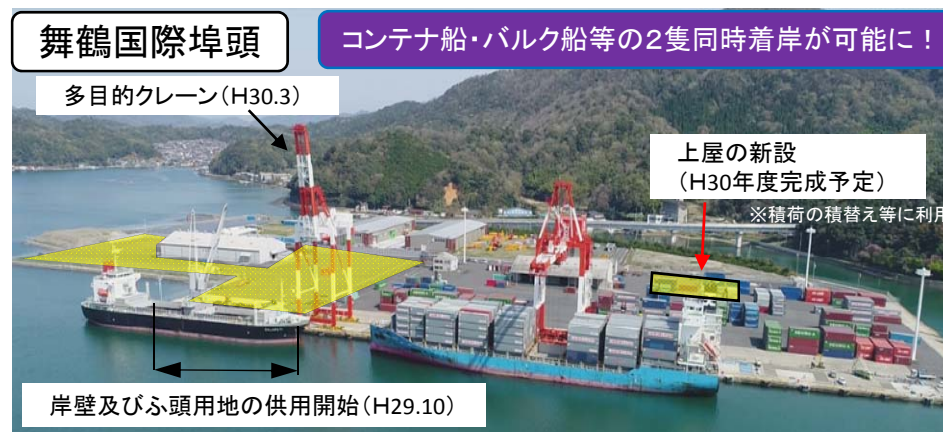 舞鶴国際埠頭
コンテナ船・バルク船等の２隻同時着岸が可能に！
多目的クレーン（H30.3）
上屋の新設
（H30年度完成予定）
※積荷の積替え等に利用
岸壁及びふ頭用地の供用開始（H29.10）